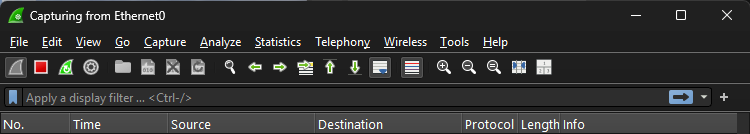 Capturing from Ethernet0
File Edit View Go Capture Analyze Statistics Telephony Wireless Tools Help
Apply a display filter ... <Ctrl-/>
No. Time Source Destination Protocol Length Info